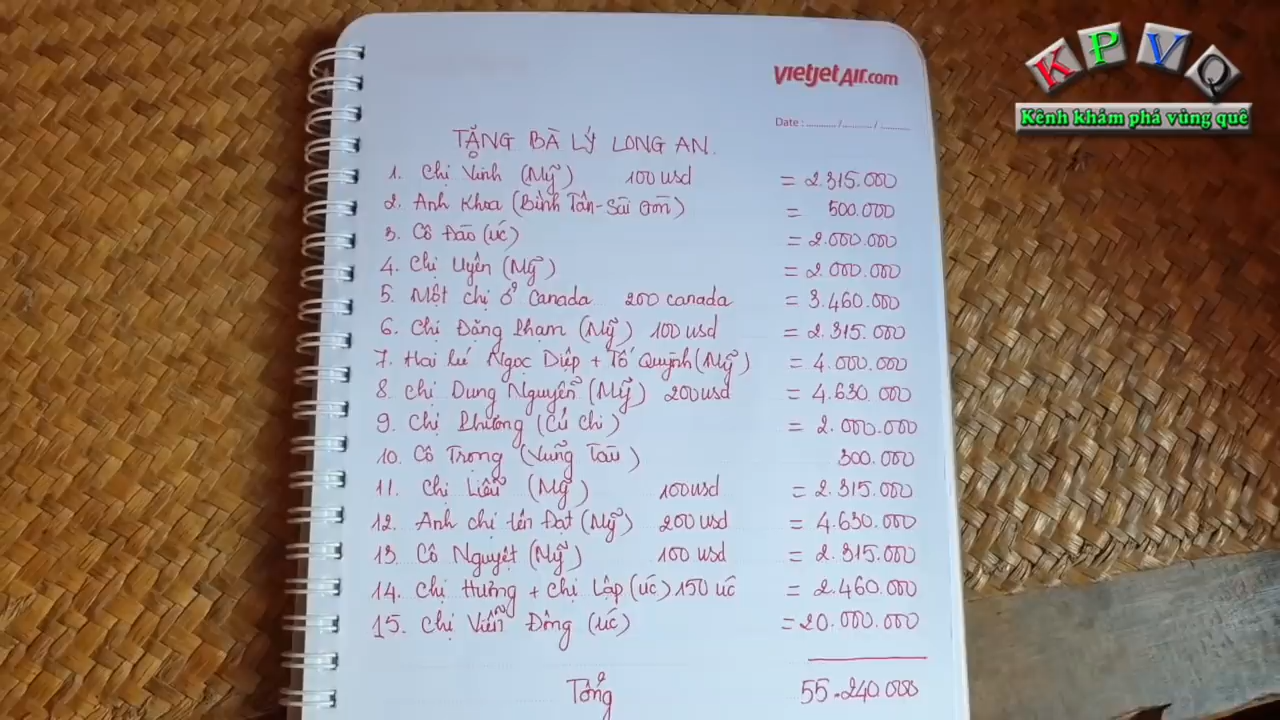 KPVQ
Kênh khám phá vùng quê
vietjetAir.com
Date : ........../........../ ..........
TẶNG BÀ LÝ LONG AN.
1. Chị Vinh (Mỹ) 100 usd = 2.315.000
2. Anh Khoa (Bình Tân-Sài Gòn) = 500.000
3. Cô Đào (Úc) = 2.000.000
4. Chị Uyên (Mỹ) = 2.000.000
5. Một chị ở Canada 200 canada = 3.460.000
6. Chị Đặng Phạm (Mỹ) 100 usd = 2.315.000
7. Hai bé Ngọc Diệp + Tố Quỳnh (Mỹ) = 4.000.000
8. Chị Dung Nguyễn (Mỹ) 200 usd = 4.630.000
9. Chị Phương (Củ Chi) = 2.000.000
10. Cô Trọng (Vũng Tàu) 300.000
11. Chị Liễu (Mỹ) 100 usd = 2.315.000
12. Anh chị tên Đạt (Mỹ) 200 usd = 4.630.000
13. Cô Nguyệt (Mỹ) 100 usd = 2.315.000
14. Chị Hưởng + chị Lập (Úc) 150 úc = 2.460.000
15. Chị Viễn Đông (Úc) = 20.000.000
Tổng 55.240.000